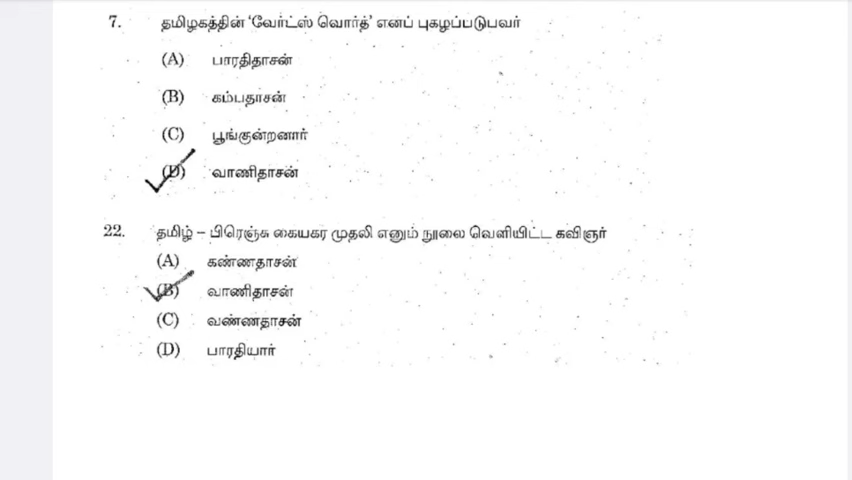 7. தமிழகத்தின் ‘வேர்ட்ஸ் வொர்த்’ எனப் புகழப்படுபவர்
(A) பாரதிதாசன்
(B) கம்பதாசன்
(C) பூங்குன்றனார்
(D) வாணிதாசன்
22. தமிழ் – பிரெஞ்சு கையகர முதலி எனும் நூலை வெளியிட்ட கவிஞர்
(A) கண்ணதாசன்
(B) வாணிதாசன்
(C) வண்ணதாசன்
(D) பாரதியார்